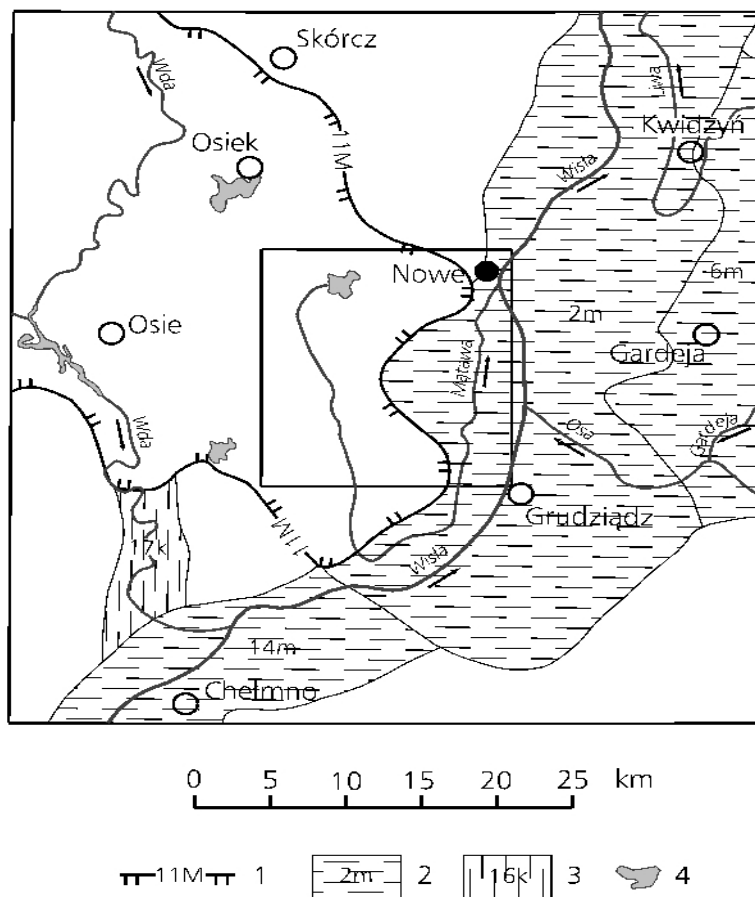 Skórcz
Wda
11M
Liwa
Kwidzyń
Osiek
Wisła
Nowe
6m
2m
Osie
Gardeja
Mątawa
Wda
Osa
Gardeja
Grudziądz
17k
11M
Wisła
14m
Chełmno
0 5 10 15 20 25 km
11M 1 2m 2 16k 3 4